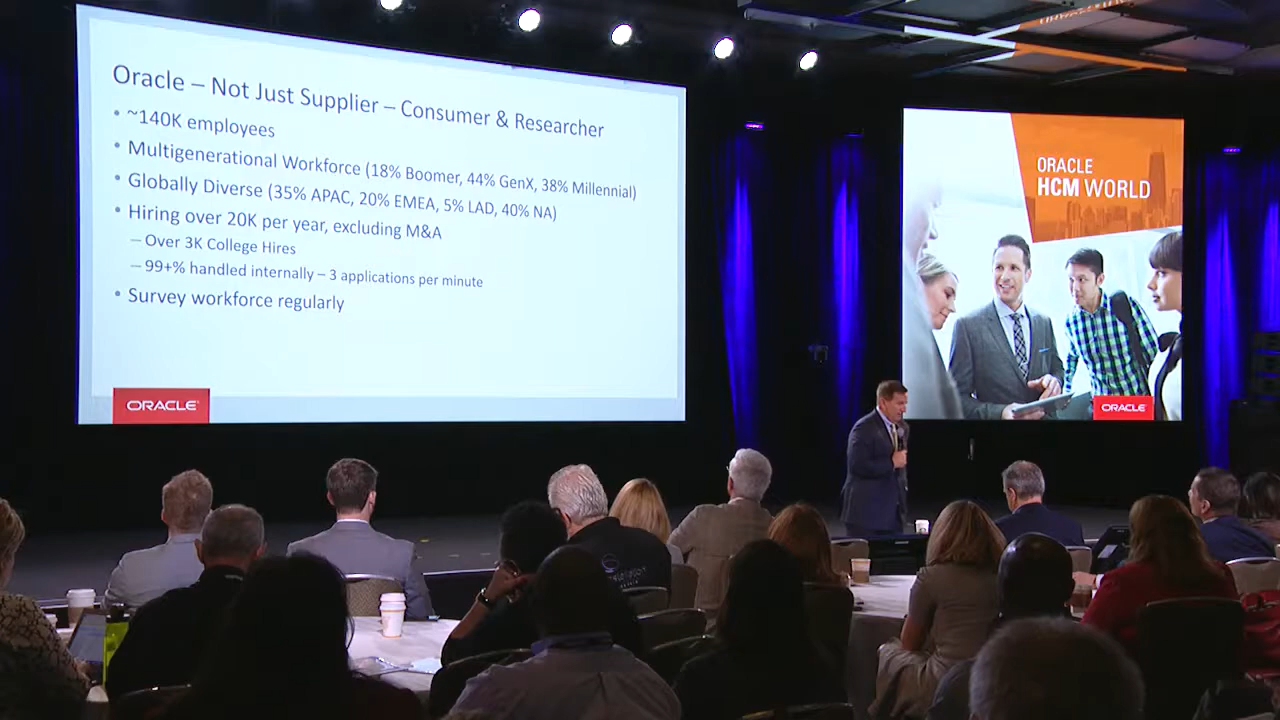 Oracle – Not Just Supplier – Consumer & Researcher
• ~140K employees
• Multigenerational Workforce (18% Boomer, 44% GenX, 38% Millennial)
• Globally Diverse (35% APAC, 20% EMEA, 5% LAD, 40% NA)
• Hiring over 20K per year, excluding M&A
– Over 3K College Hires
– 99+% handled internally – 3 applications per minute
• Survey workforce regularly
ORACLE
ORACLE
HCM WORLD
ORACLE